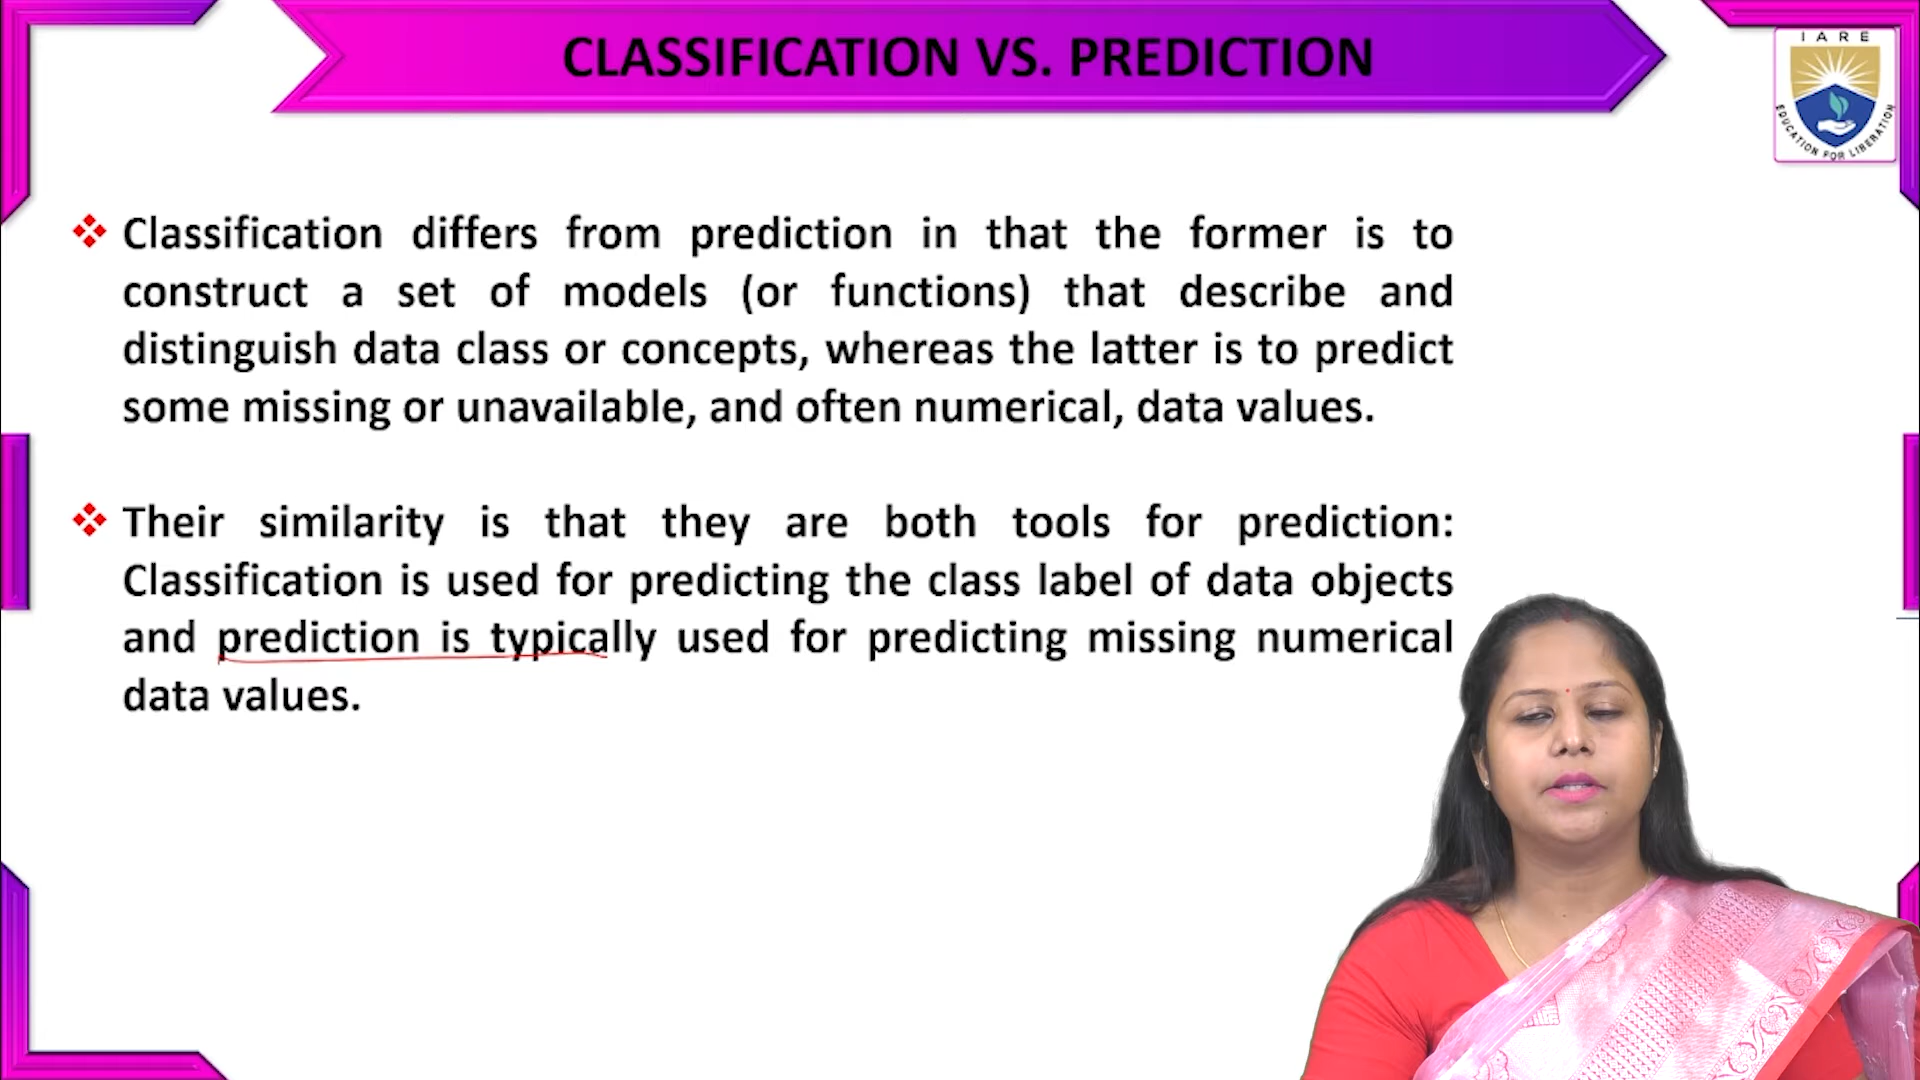 CLASSIFICATION VS. PREDICTION
IARE
EDUCATION FOR LIBERATION
❖ Classification differs from prediction in that the former is to
construct a set of models (or functions) that describe and
distinguish data class or concepts, whereas the latter is to predict
some missing or unavailable, and often numerical, data values.
❖ Their similarity is that they are both tools for prediction:
Classification is used for predicting the class label of data objects
and prediction is typically used for predicting missing numerical
data values.